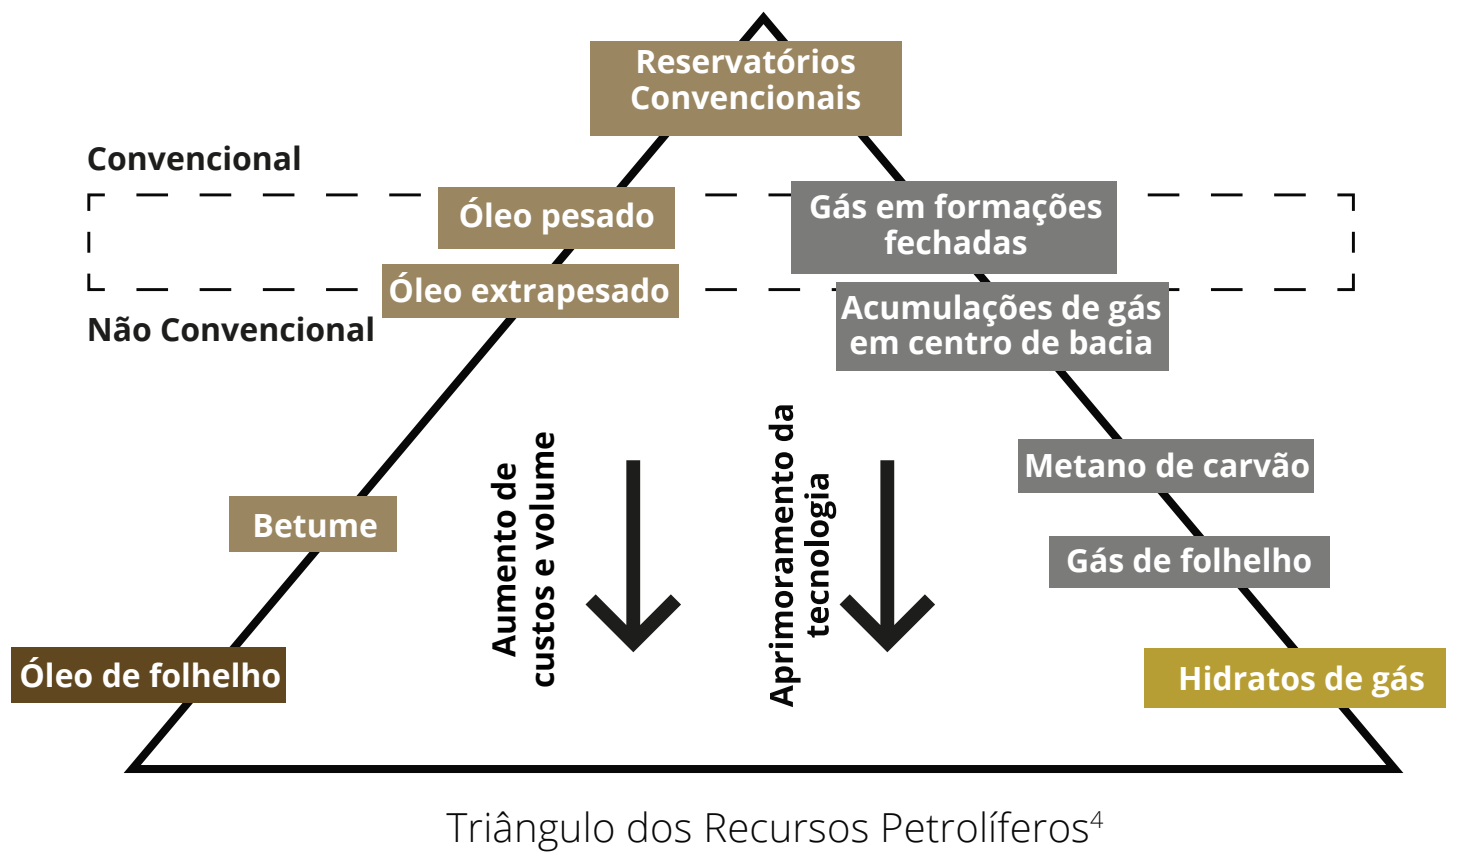 Reservatórios
Convencionais
Convencional
Óleo pesado
Gás em formações
fechadas
Óleo extrapesado
Não Convencional
Acumulações de gás
em centro de bacia
Aumento de
custos e volume
Aprimoramento da
tecnologia
Metano de carvão
Betume
Gás de folhelho
Óleo de folhelho
Hidratos de gás
Triângulo dos Recursos Petrolíferos⁴